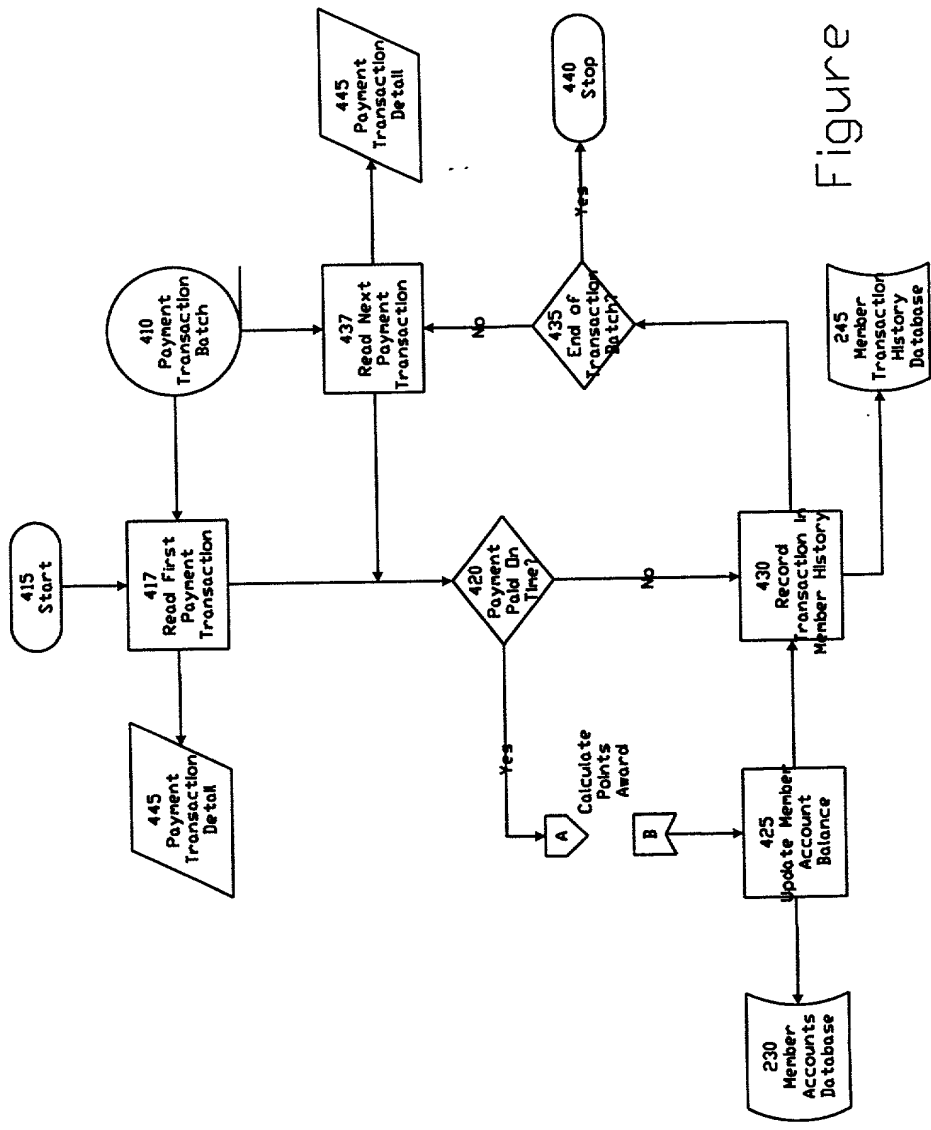 415
Start
410
Payment
Transaction
Batch
417
Read First
Payment
Transaction
445
Payment
Transaction
Detail
437
Read Next
Payment
Transaction
445
Payment
Transaction
Detail
420
Payment
Paid On
Time?
Yes
A
Calculate
Points
Award
No
B
425
Update Member
Account
Balance
230
Member
Accounts
Database
430
Record
Transaction In
Member History
245
Member
Transaction
History
Database
435
End of
Transaction
Batch?
No
Yes
440
Stop
Figure